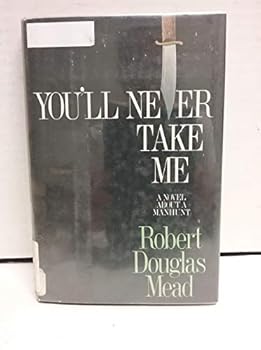 YOU'LL NEVER
TAKE
ME
A NOVEL
ABOUT A
MANHUNT
Robert
Douglas
Mead